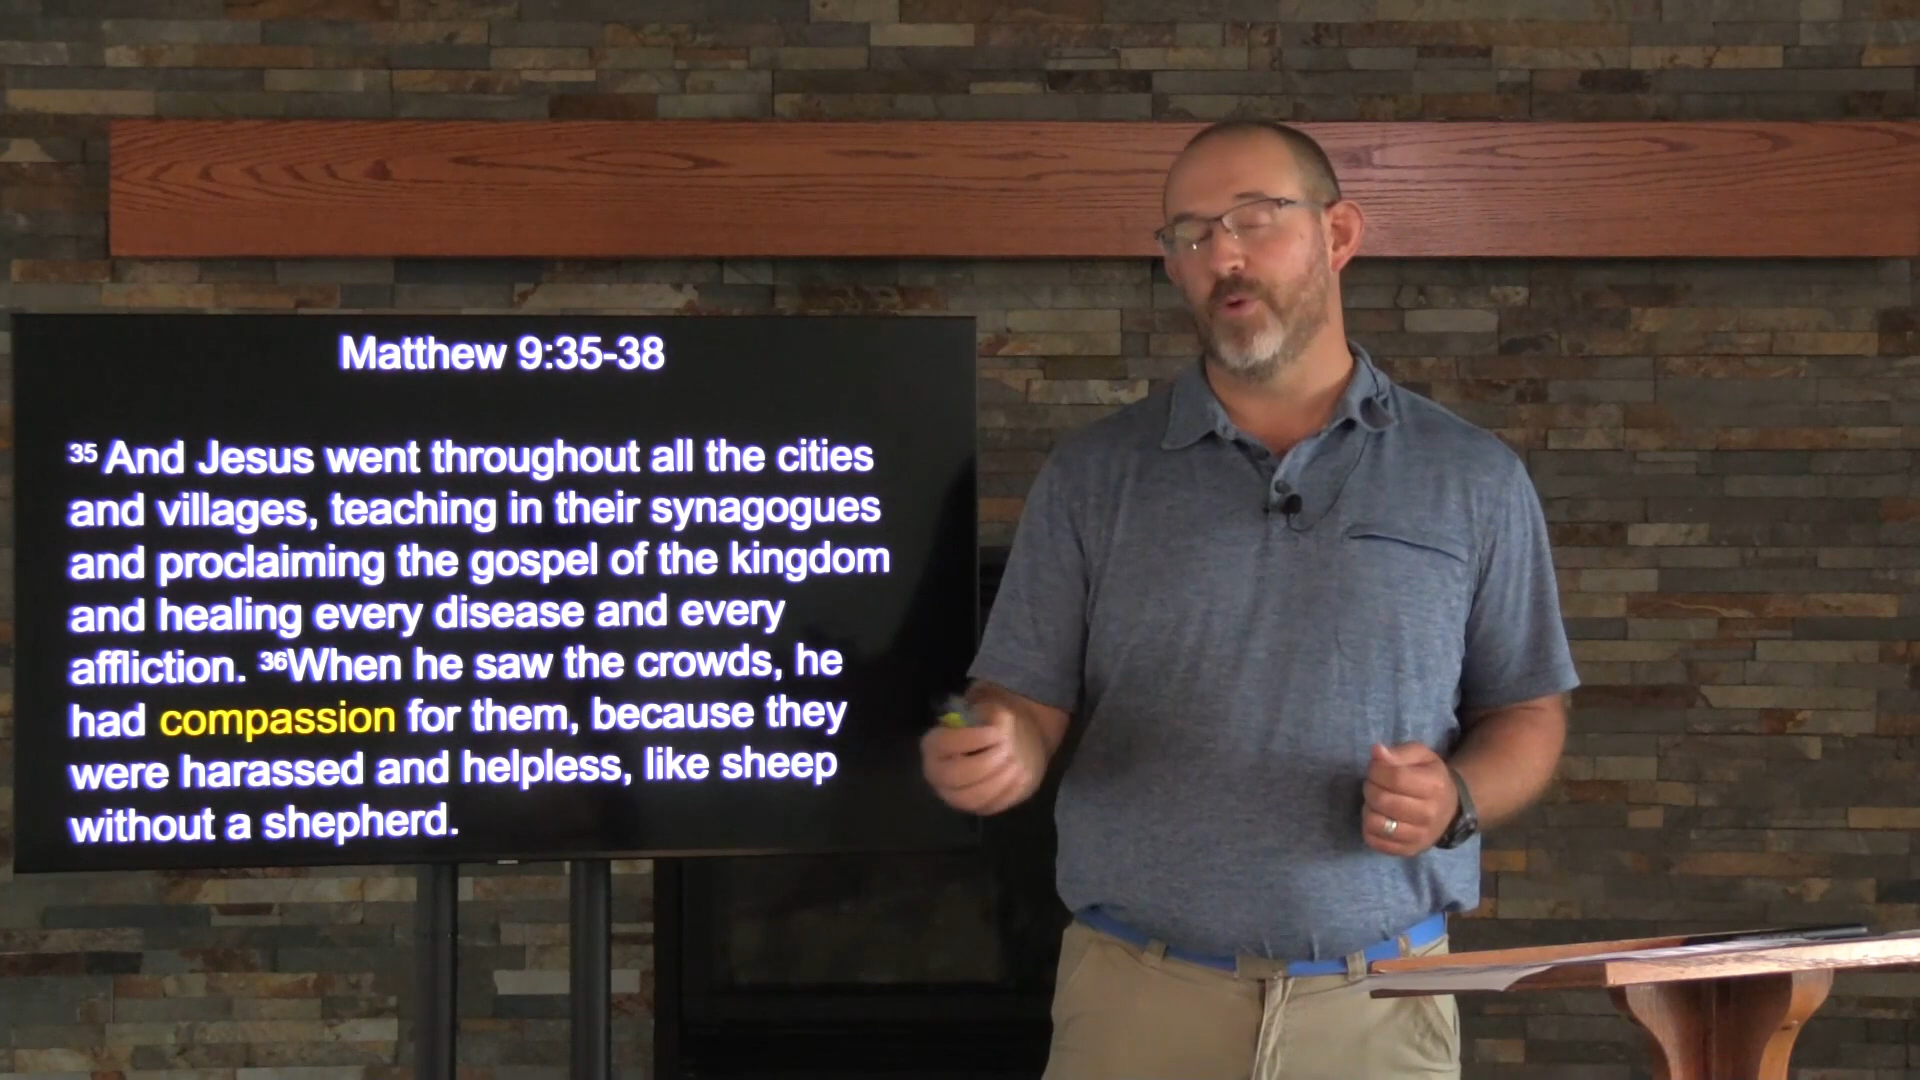 Matthew 9:35-38
35 And Jesus went throughout all the cities
and villages, teaching in their synagogues
and proclaiming the gospel of the kingdom
and healing every disease and every
affliction. 36When he saw the crowds, he
had compassion for them, because they
were harassed and helpless, like sheep
without a shepherd.